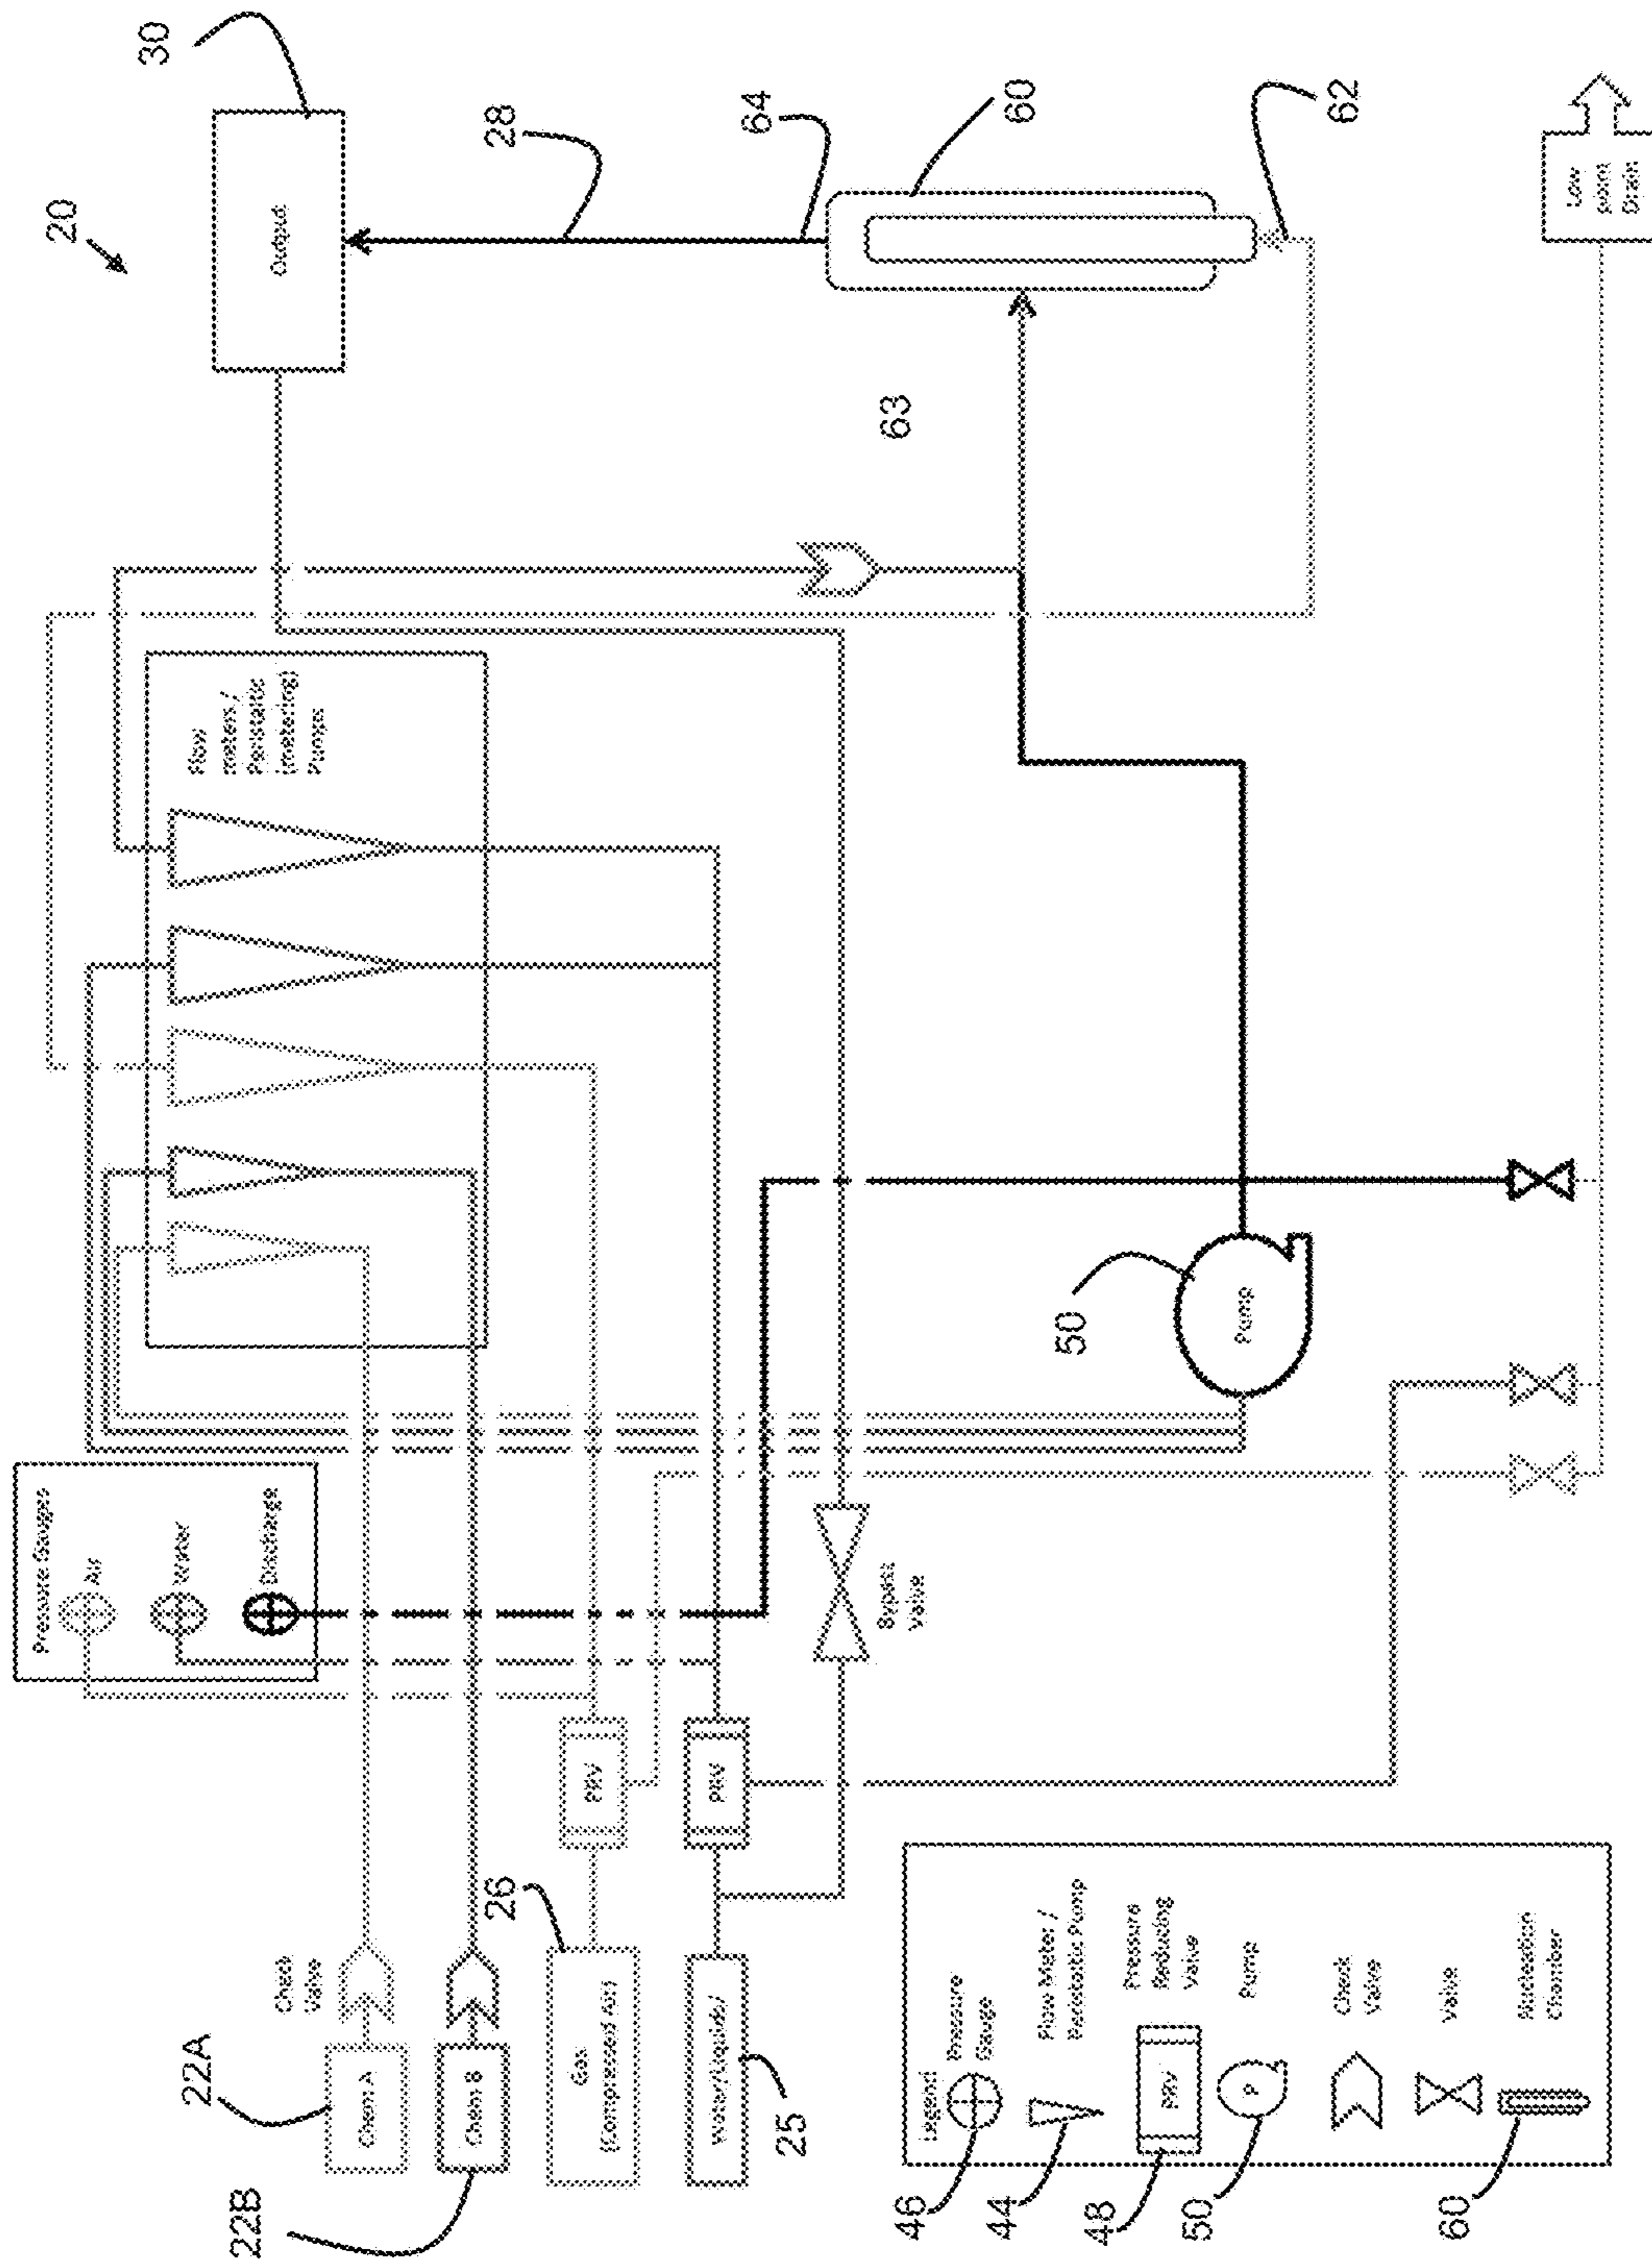 20
30
Output
28
64
60
63
62
Low
point
Drain
Flow
meters/
Peristaltic
(metering)
Pumps
Pressure Gauges
Air
Water
Discharge
50
Pump
Bypass
Valve
PRV
PRV
Check
Valve
22A
Chem A
22B
Chem B
26
Gas
(Compressed Air)
Water/Liquid/
25
Legend
46
Pressure
Gauge
44
Flow Meter /
Peristaltic Pump
48
PRV
Pressure
Reducing
Valve
50
P
Pump
Check
Valve
Valve
60
Nucleation
Chamber